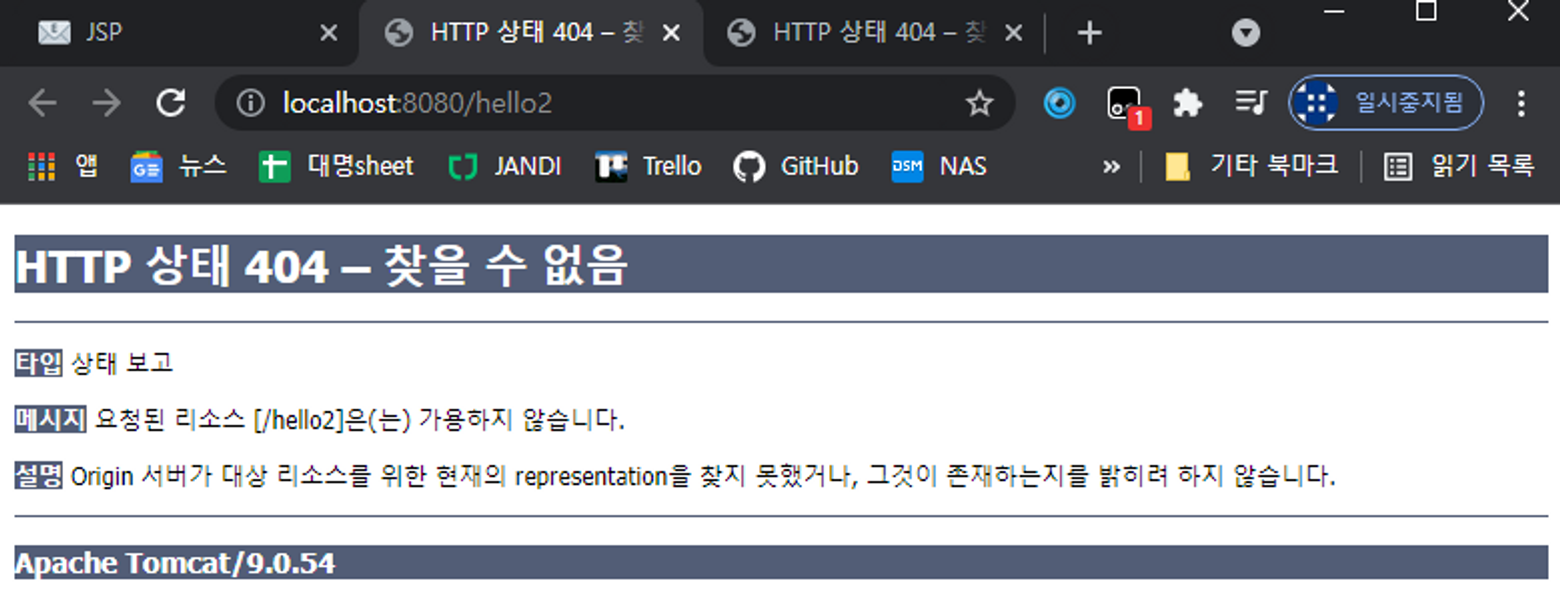 JSP
HTTP 상태 404 – 찾
HTTP 상태 404 – 찾
localhost:8080/hello2
1
일시중지됨
앱
뉴스
대명sheet
JANDI
Trello
GitHub
DSM
NAS
»
기타 북마크
읽기 목록
HTTP 상태 404 – 찾을 수 없음
타입 상태 보고
메시지 요청된 리소스 [/hello2]은(는) 가용하지 않습니다.
설명 Origin 서버가 대상 리소스를 위한 현재의 representation을 찾지 못했거나, 그것이 존재하는지를 밝히려 하지 않습니다.
Apache Tomcat/9.0.54